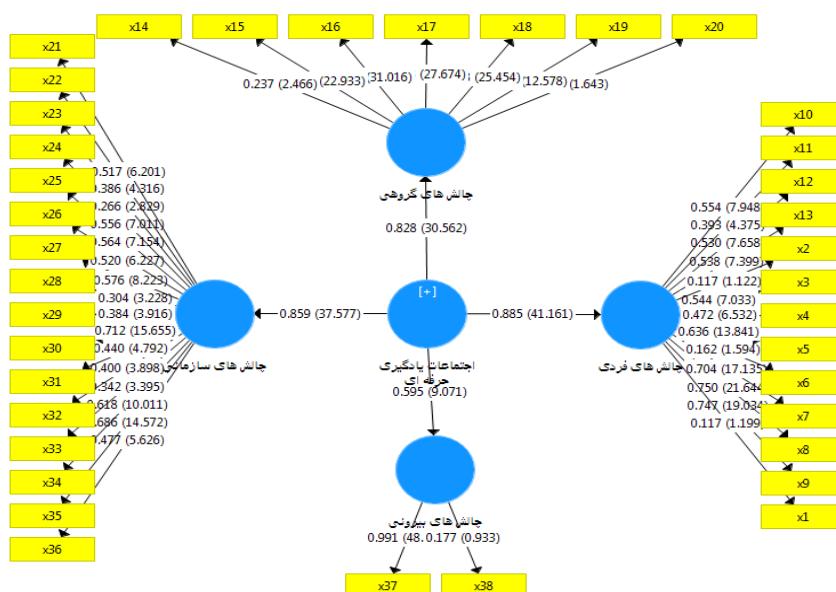 x14 x15 x16 x17 x18 x19 x20
x21
x22
x23
x24
x25
x26
x27
x28
x29
x30
x31
x32
x33
x34
x35
x36
0.237 (2.466)
(22.933)
(31.016)
(27.674)
(25.454)
(12.578)
(1.643)
چالش های گروهی
0.828 (30.562)
0.517 (6.201)
0.386 (4.316)
0.266 (2.829)
0.556 (7.011)
0.564 (7.154)
0.520 (6.227)
0.576 (8.223)
0.304 (3.228)
0.384 (3.916)
0.712 (15.655)
0.440 (4.792)
0.400 (3.898)
0.342 (3.395)
0.618 (10.011)
0.686 (14.572)
0.477 (5.626)
چالش های سازمانی
0.859 (37.577)
[+]
اجتماعات یادگیری
حرفه ای
0.885 (41.161)
چالش های فردی
0.554 (7.948)
0.393 (4.375)
0.530 (7.658)
0.538 (7.399)
0.117 (1.122)
0.544 (7.033)
0.472 (6.532)
0.636 (13.841)
0.162 (1.594)
0.704 (17.135)
0.750 (21.644)
0.747 (19.034)
0.117 (1.199)
x10
x11
x12
x13
x2
x3
x4
x5
x6
x7
x8
x9
x1
0.595 (9.071)
چالش های بیرونی
0.991 (48.
0.177 (0.933)
x37 x38